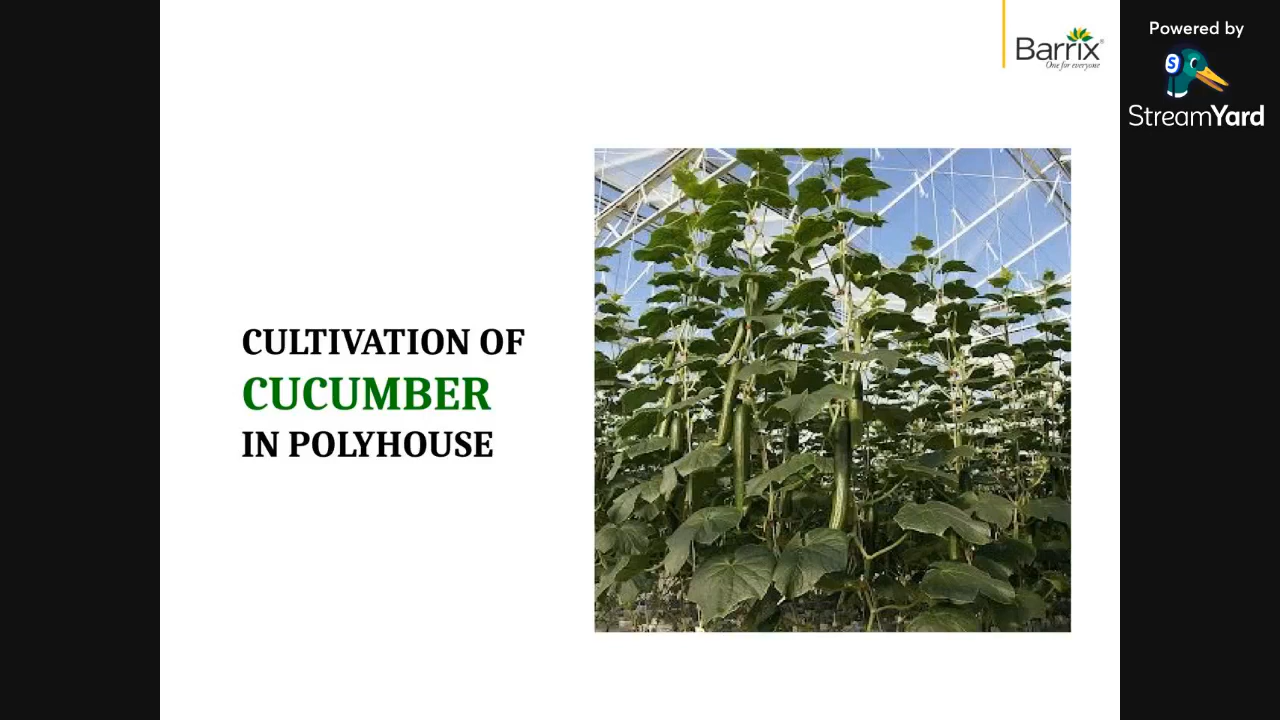 Barrix
One for everyone
Powered by
StreamYard
CULTIVATION OF
CUCUMBER
IN POLYHOUSE